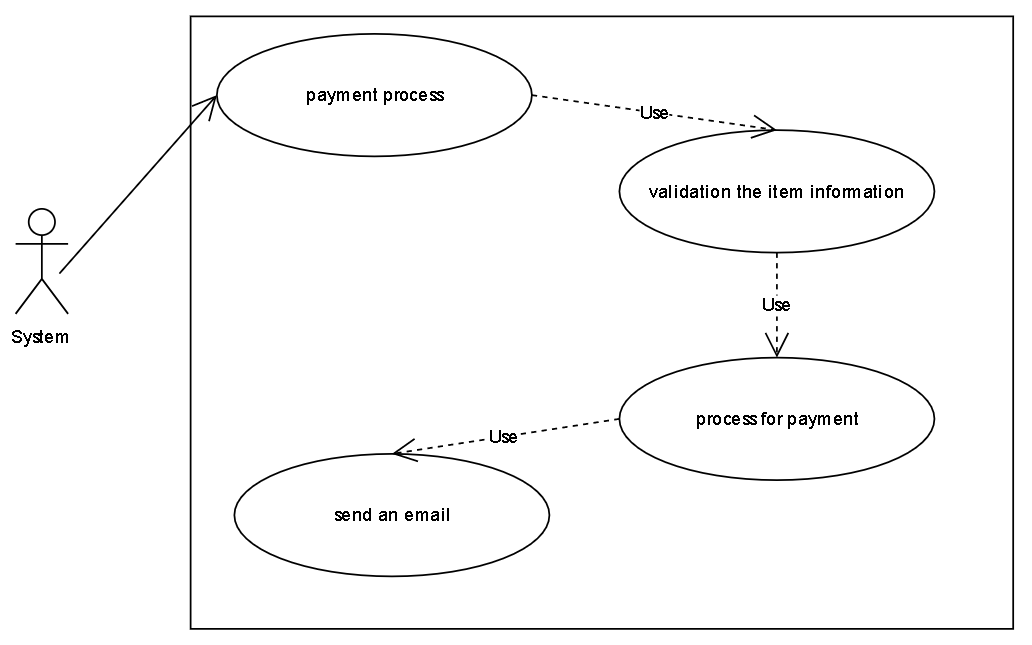 payment process
Use
validation the item information
Use
System
process for payment
Use
send an email